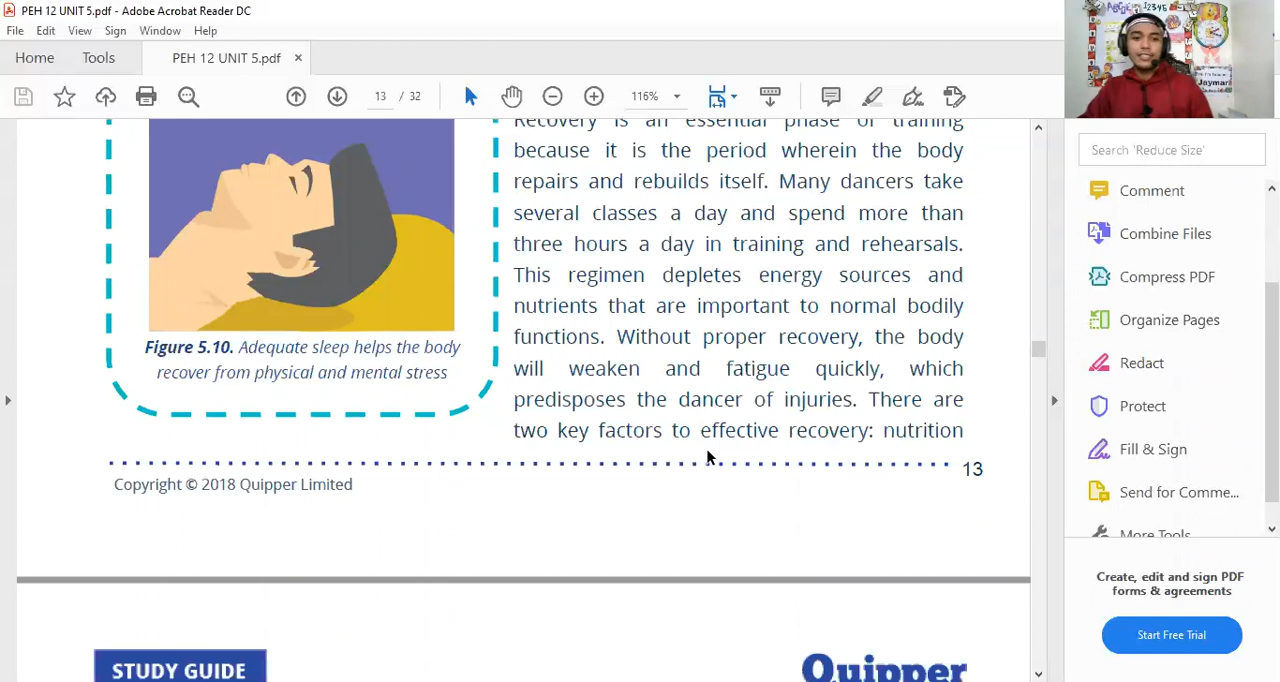 PEH 12 UNIT 5.pdf - Adobe Acrobat Reader DC
File Edit View Sign Window Help
Home Tools PEH 12 UNIT 5.pdf ×
13 / 32 116%
Recovery is an essential phase of training
because it is the period wherein the body
repairs and rebuilds itself. Many dancers take
several classes a day and spend more than
three hours a day in training and rehearsals.
This regimen depletes energy sources and
nutrients that are important to normal bodily
functions. Without proper recovery, the body
will weaken and fatigue quickly, which
predisposes the dancer of injuries. There are
two key factors to effective recovery: nutrition
Figure 5.10. Adequate sleep helps the body
recover from physical and mental stress
13
Copyright © 2018 Quipper Limited
STUDY GUIDE
Quipper
Search 'Reduce Size'
Comment
Combine Files
Compress PDF
Organize Pages
Redact
Protect
Fill & Sign
Send for Comme...
More Tools
Create, edit and sign PDF
forms & agreements
Start Free Trial
12345
Jaymar